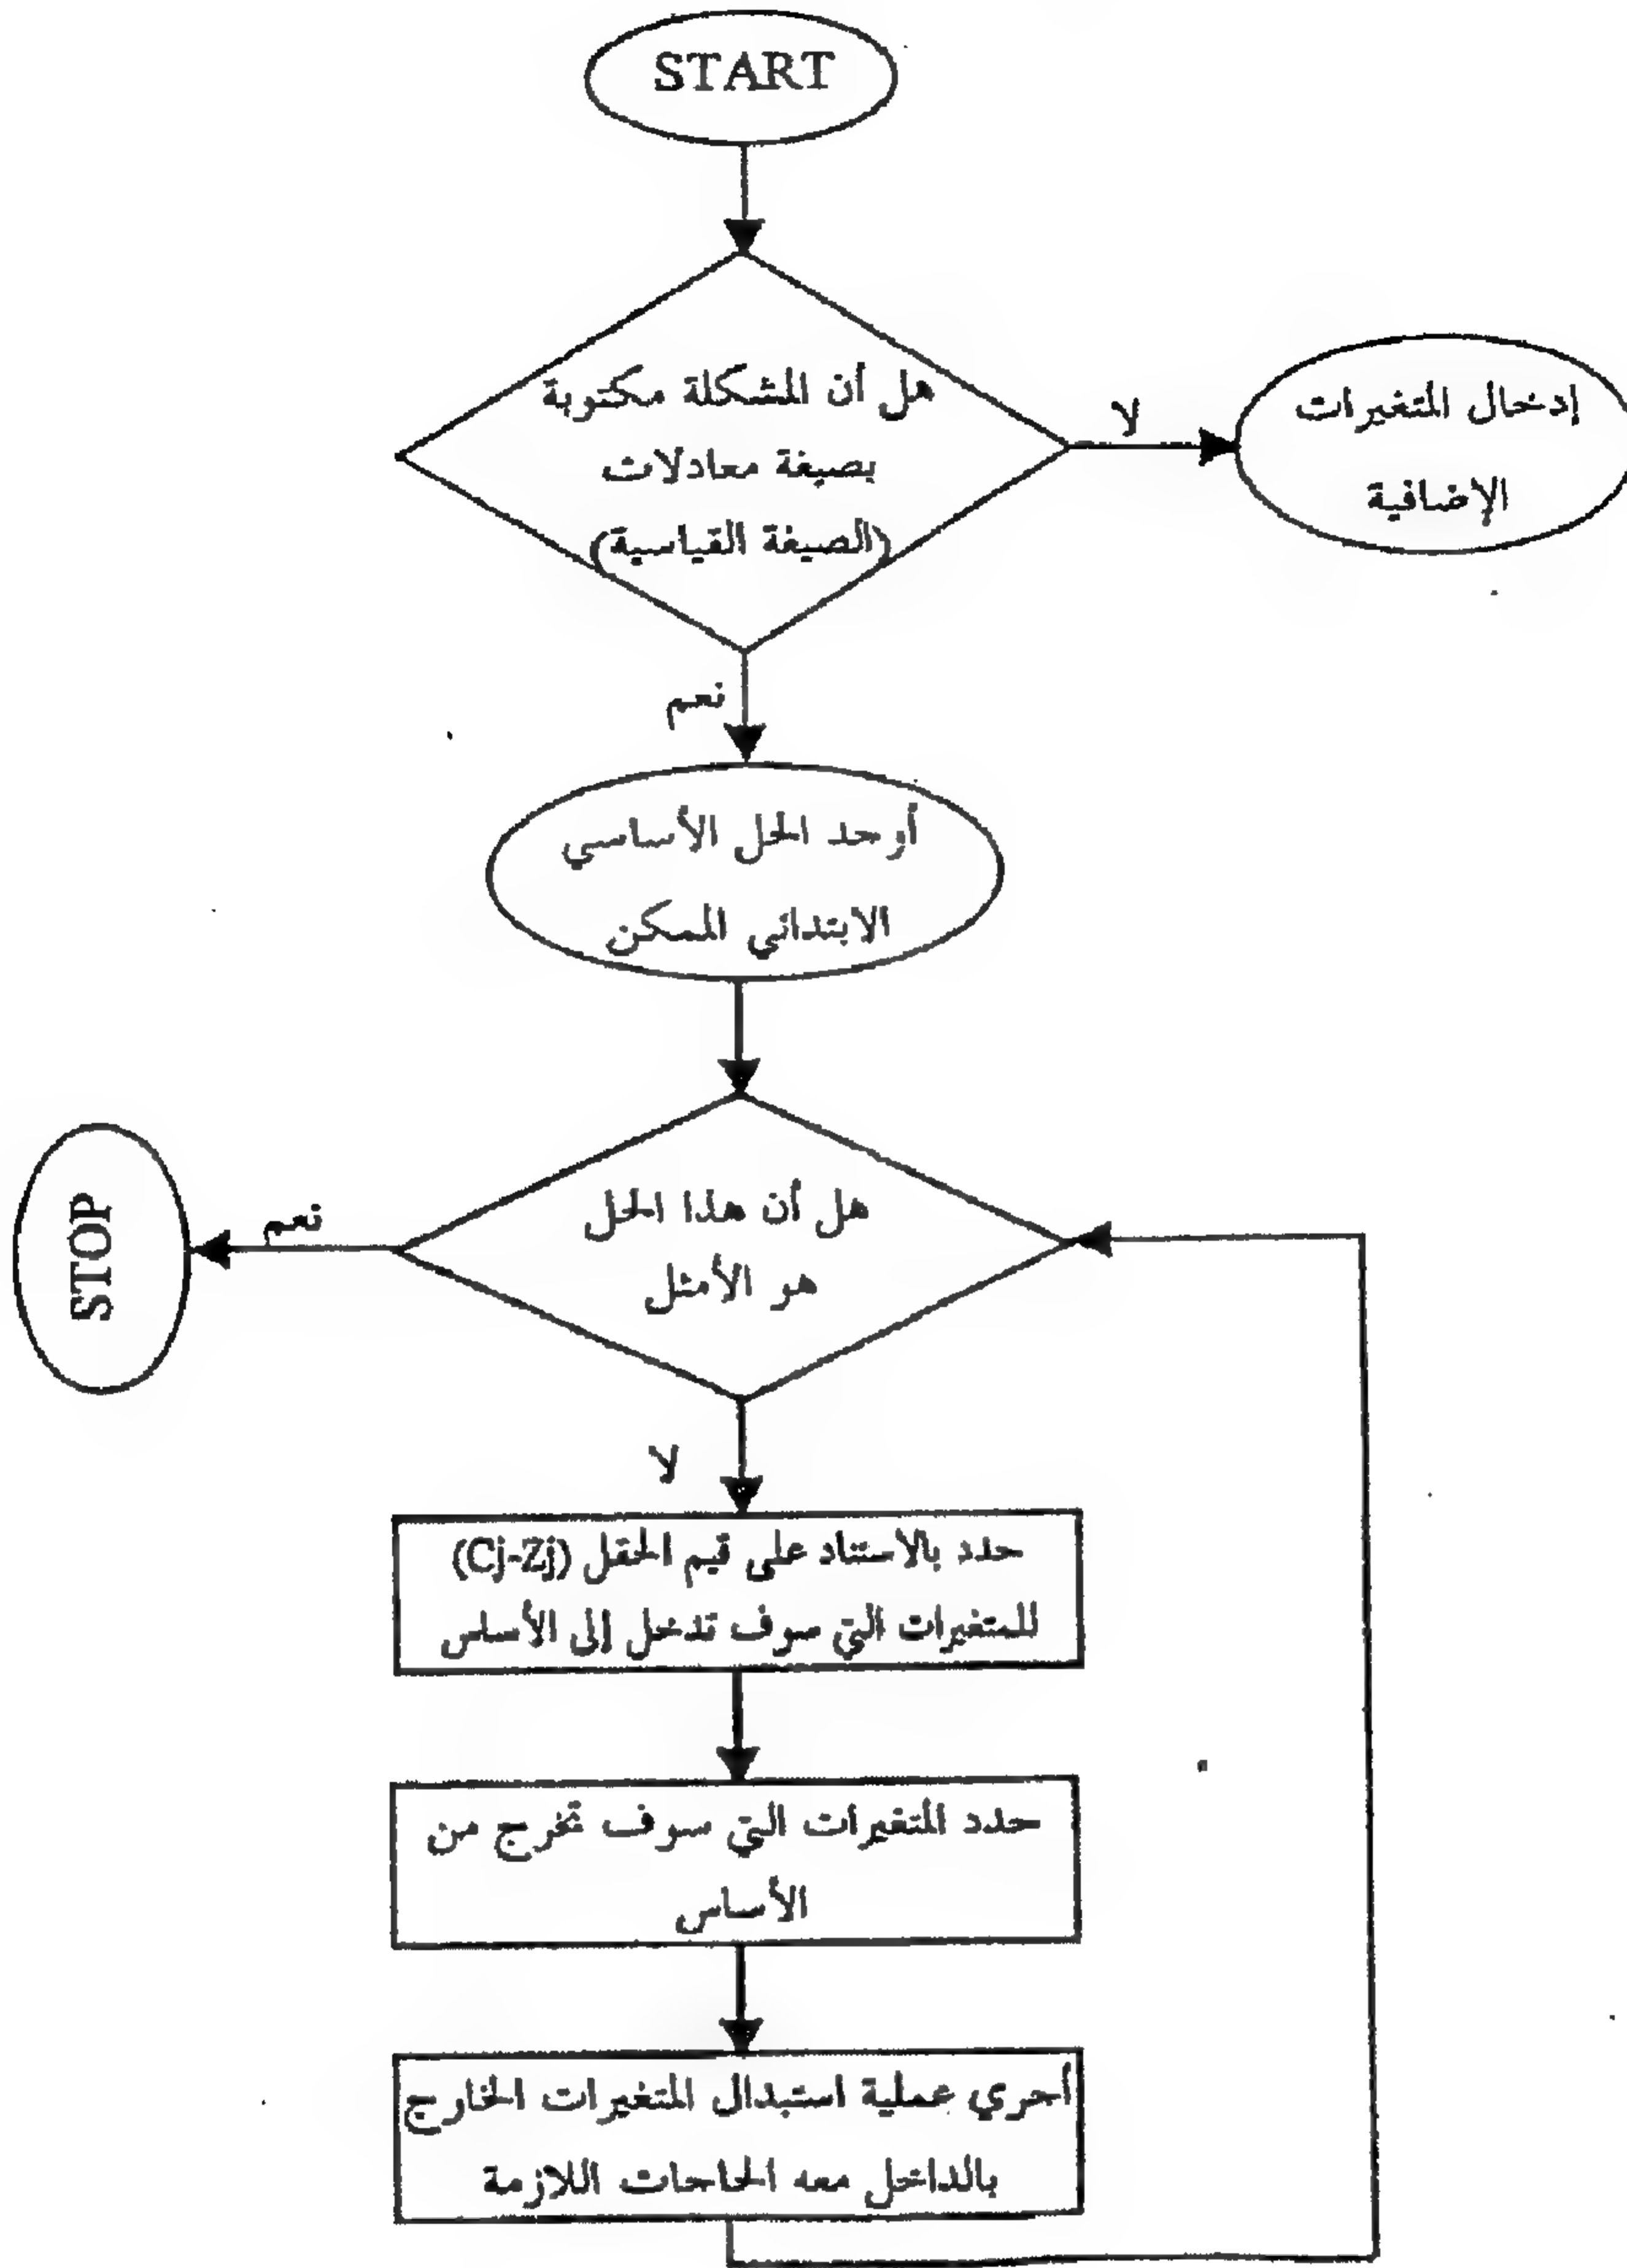 START
هل أن المشكلة مكتوبة
بصيغة معادلات
(الصيغة القياسية)
لا
إدخال المتغيرات
الإضافية
نعم
أوجد الحل الأساسي
الابتدائي الممكن
هل أن هذا الحل
هو الأمثل
نعم
STOP
لا
حدد بالاستناد على قيم الحقل (Cj-Zj)
للمتغيرات التي سوف تدخل إلى الأساس
حدد المتغيرات التي سوف تخرج من
الأساس
أجري عملية استبدال المتغيرات الخارج
بالداخل معه الحاجات اللازمة